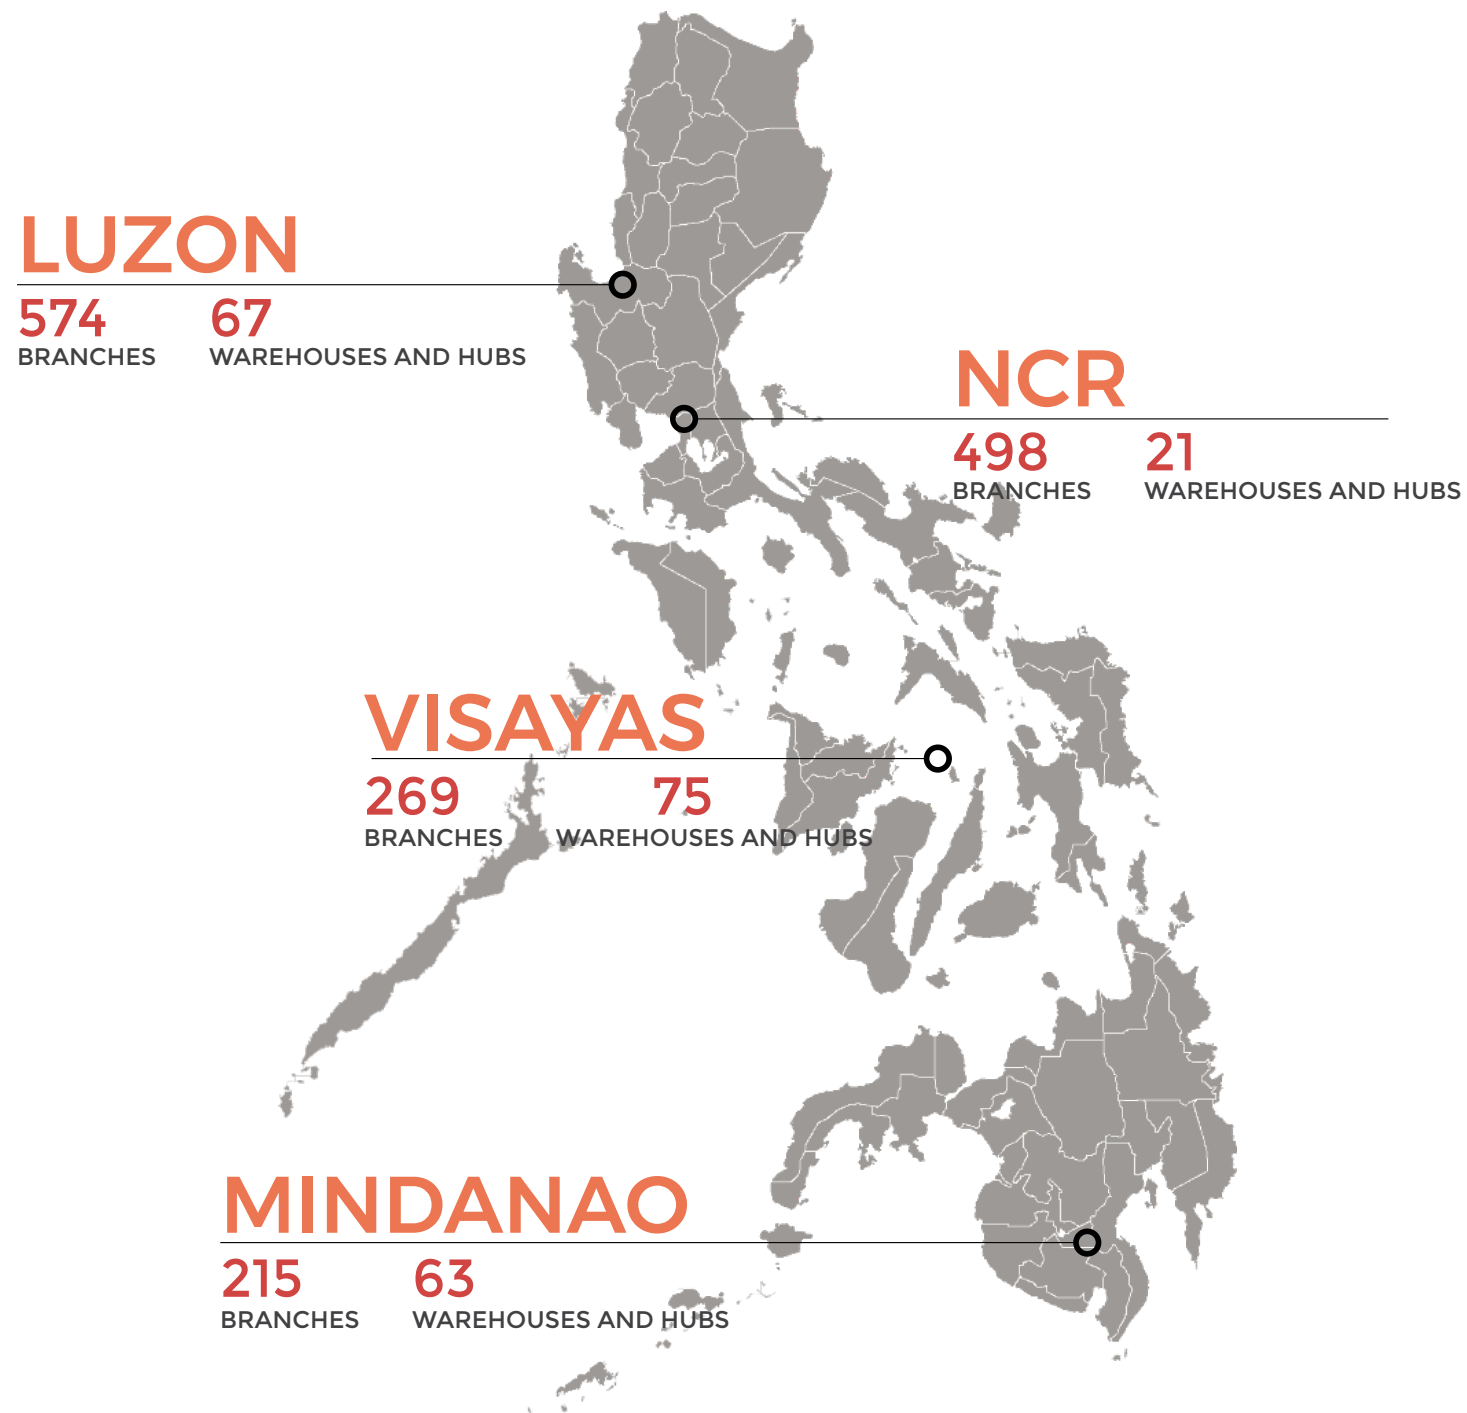 LUZON
574 67
BRANCHES WAREHOUSES AND HUBS
NCR
498 21
BRANCHES WAREHOUSES AND HUBS
VISAYAS
269 75
BRANCHES WAREHOUSES AND HUBS
MINDANAO
215 63
BRANCHES WAREHOUSES AND HUBS